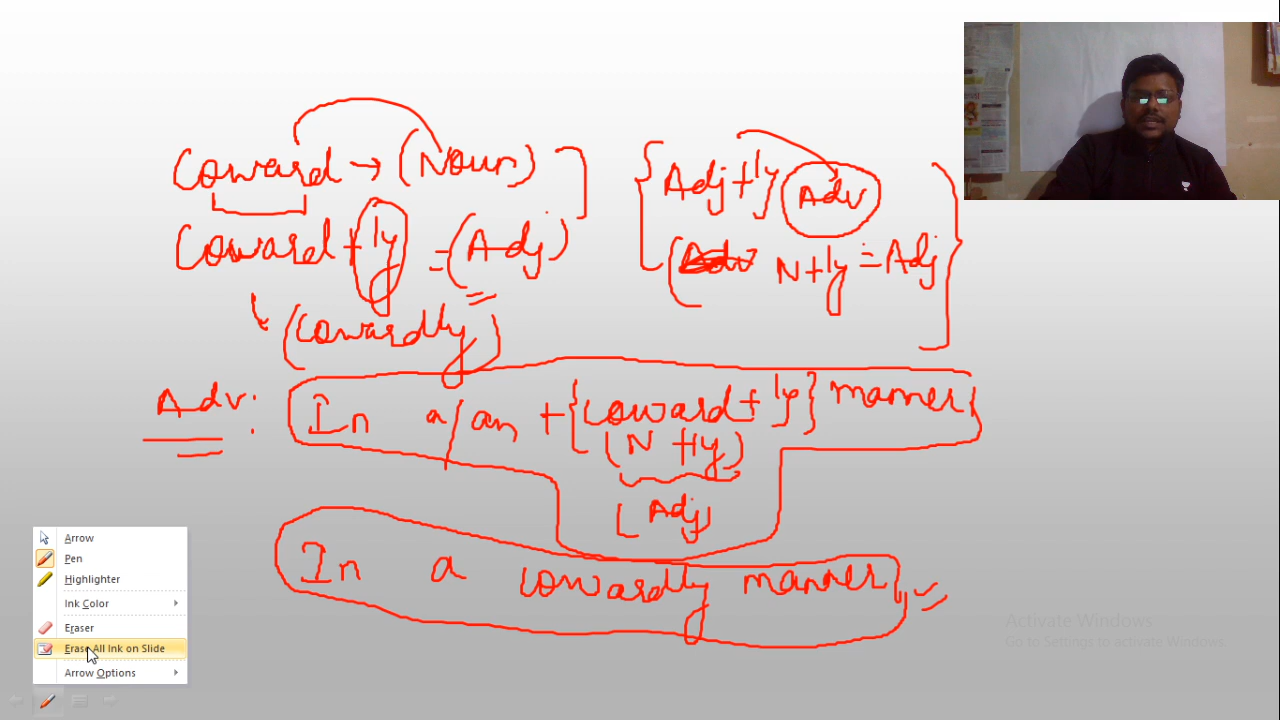 Coward → (Noun)
Coward + ly = (Adj)
(Cowardly)
Adj + ly Adv
N + ly = Adj
Adv:
In a/an + {Coward + ly} manner
(N + ly)
Adj
In a cowardly manner
Arrow
Pen
Highlighter
Ink Color
Eraser
Erase All Ink on Slide
Arrow Options
Activate Windows
Go to Settings to activate Windows